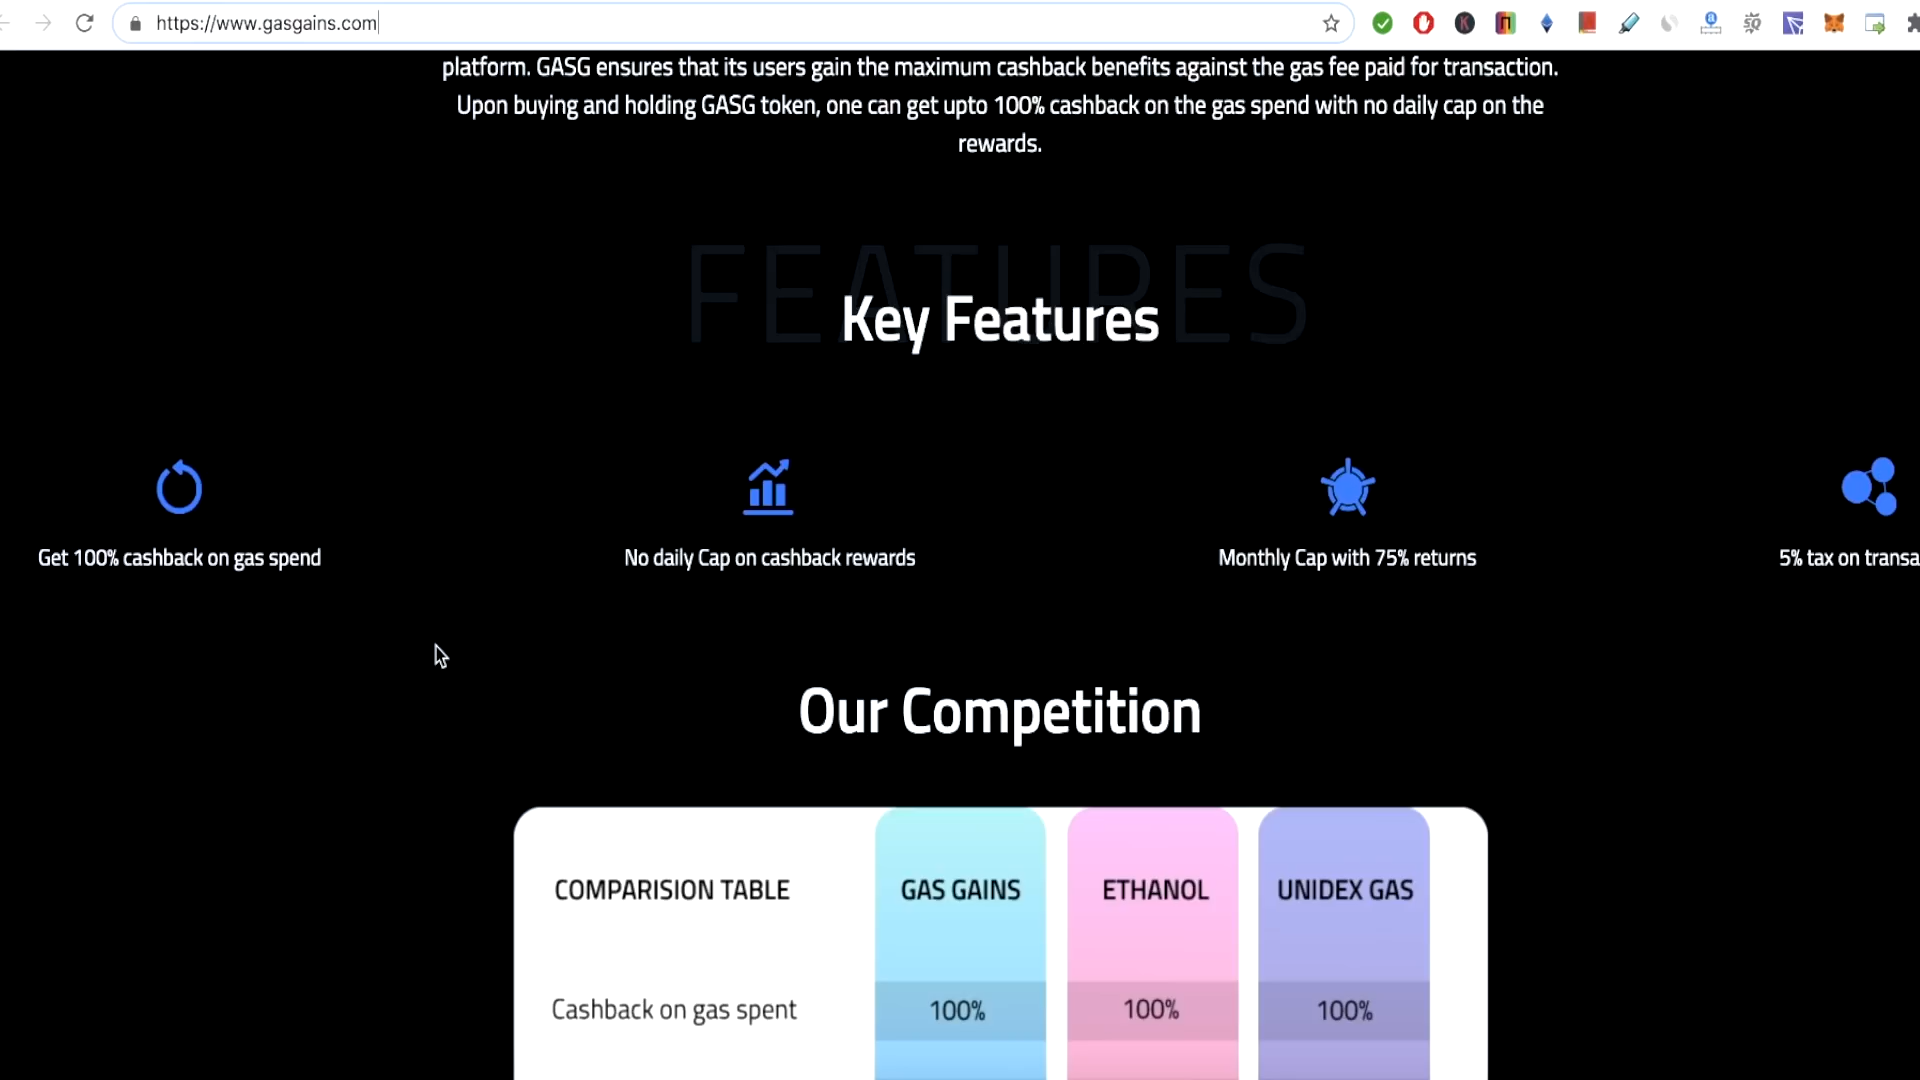 https://www.gasgains.com
platform. GASG ensures that its users gain the maximum cashback benefits against the gas fee paid for transaction.
Upon buying and holding GASG token, one can get upto 100% cashback on the gas spend with no daily cap on the
rewards.
FEATURES
Key Features
Get 100% cashback on gas spend
No daily Cap on cashback rewards
Monthly Cap with 75% returns
5% tax on transa
Our Competition
COMPARISION TABLE GAS GAINS ETHANOL UNIDEX GAS
Cashback on gas spent 100% 100% 100%